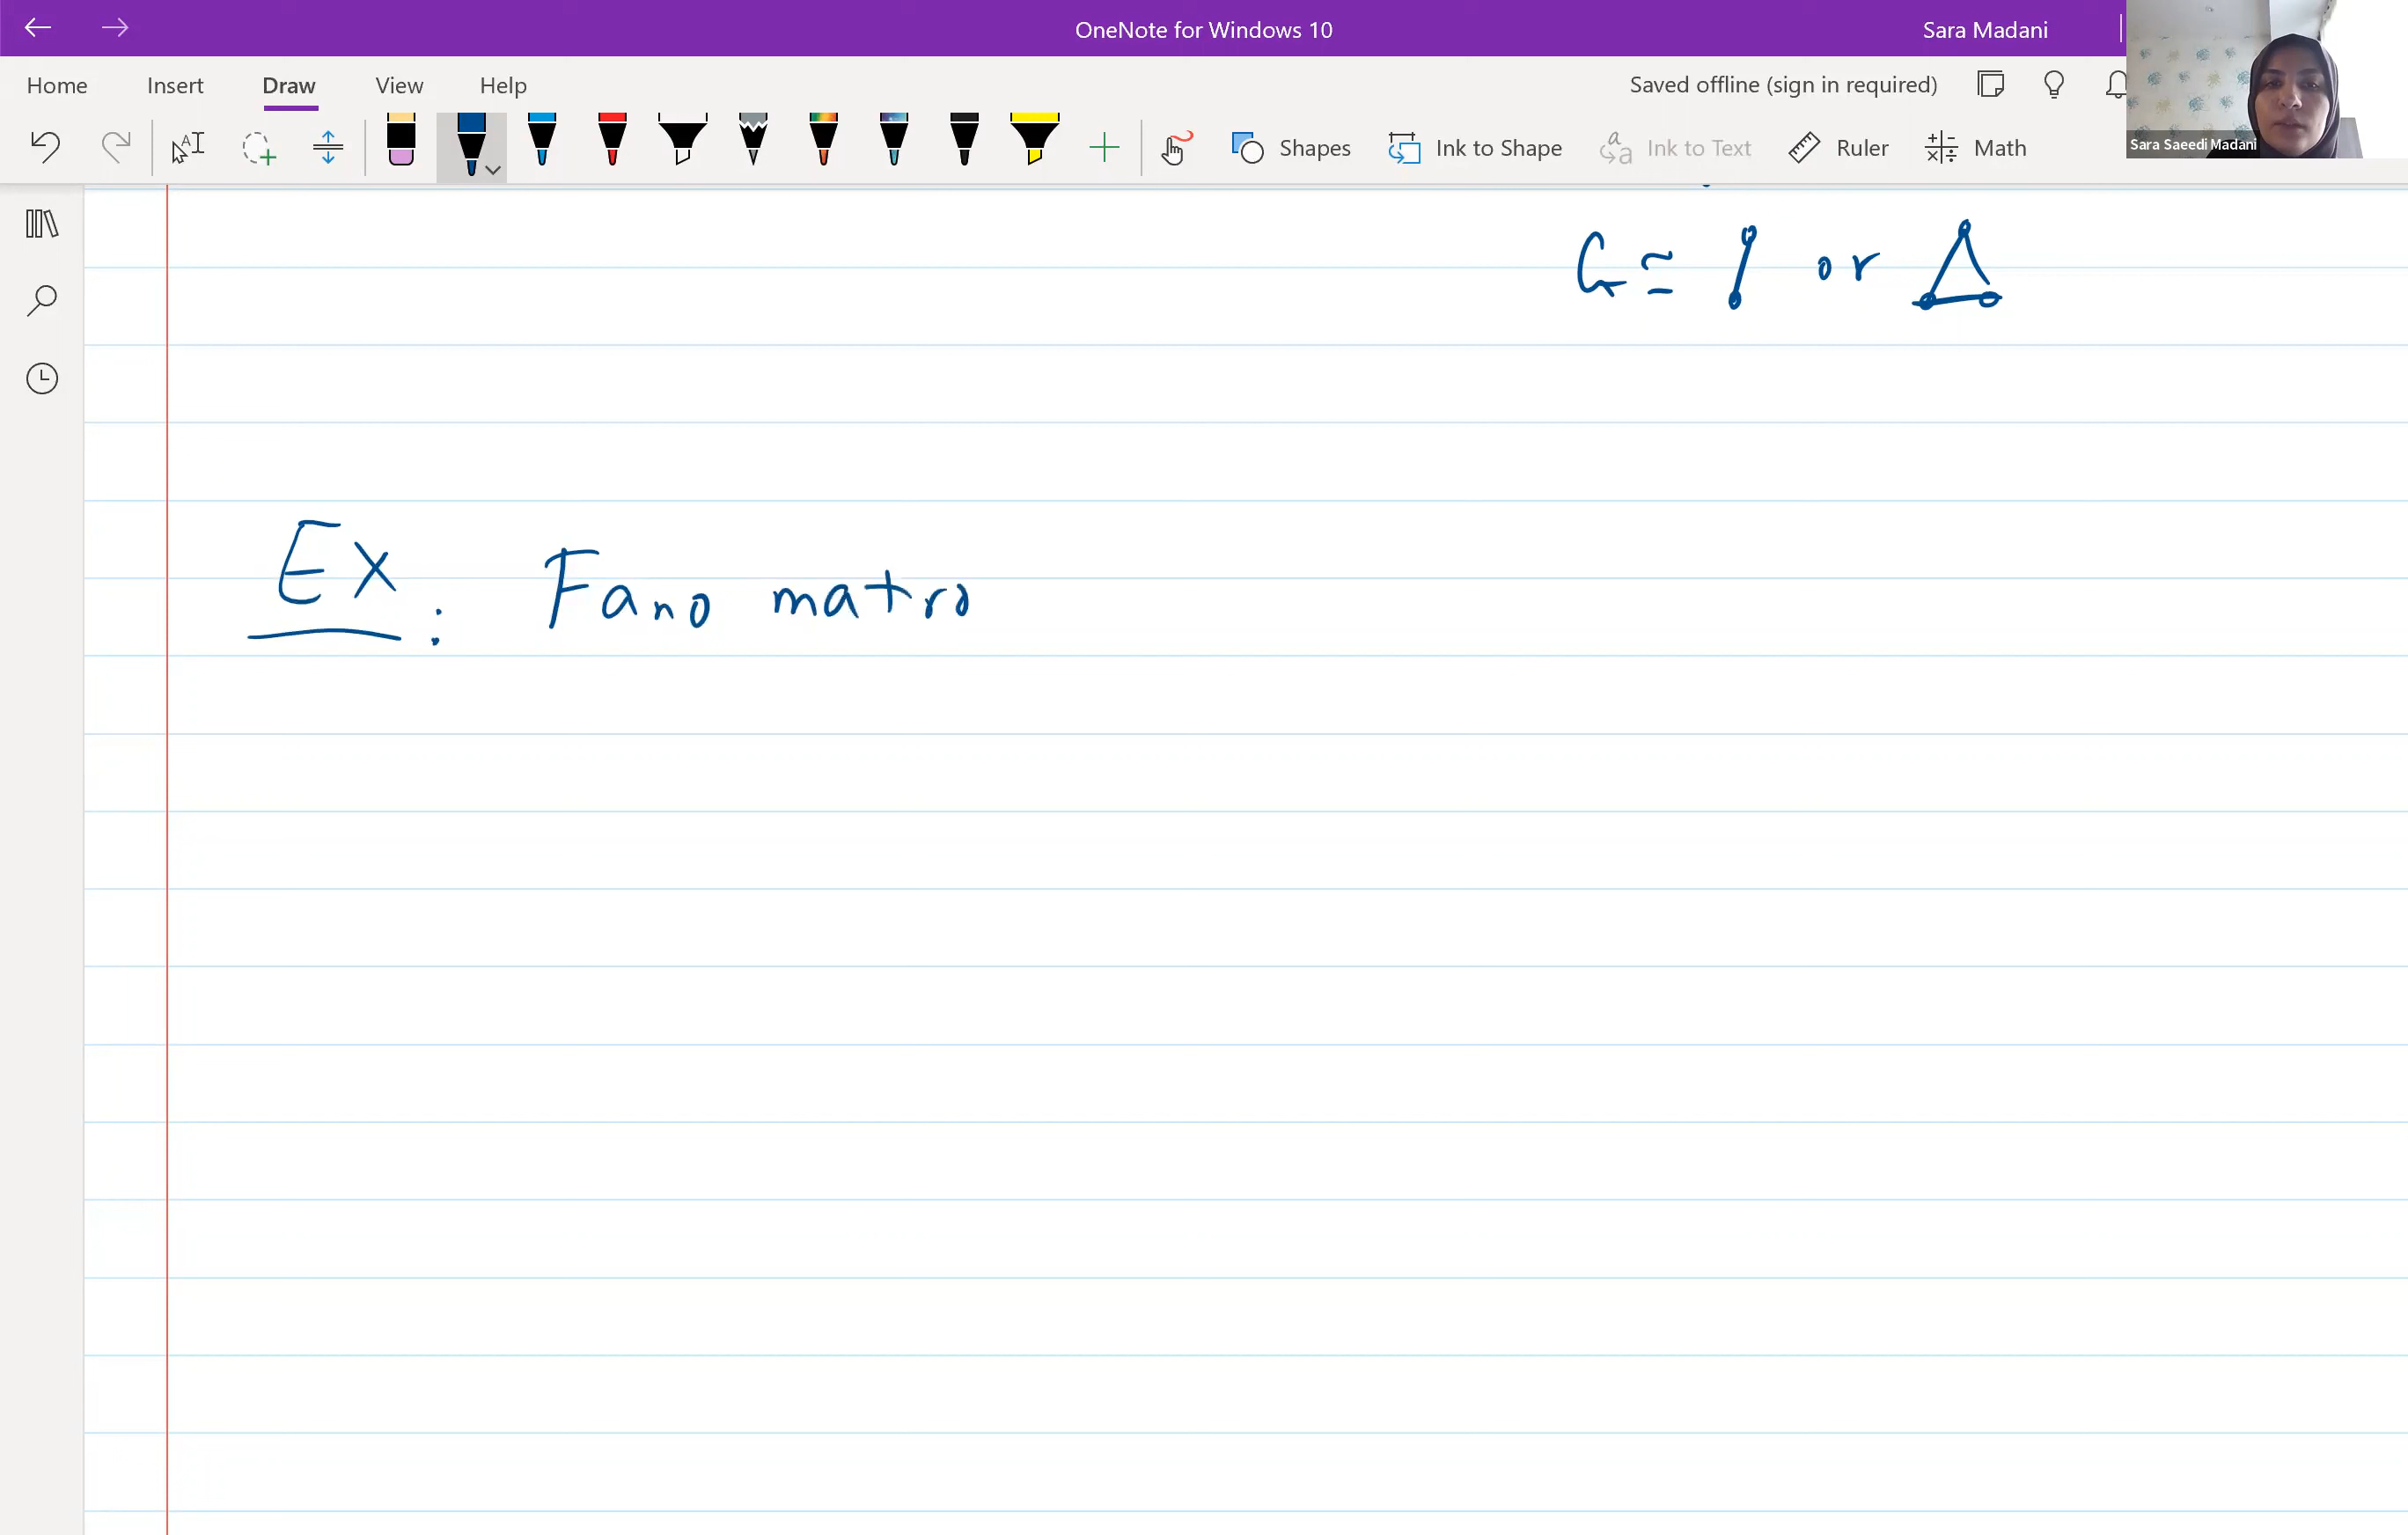 OneNote for Windows 10
Sara Madani
Home Insert Draw View Help
Saved offline (sign in required)
Shapes Ink to Shape Ink to Text Ruler Math
Sara Saeedi Madani
G ≃ or
Ex: Fano matro